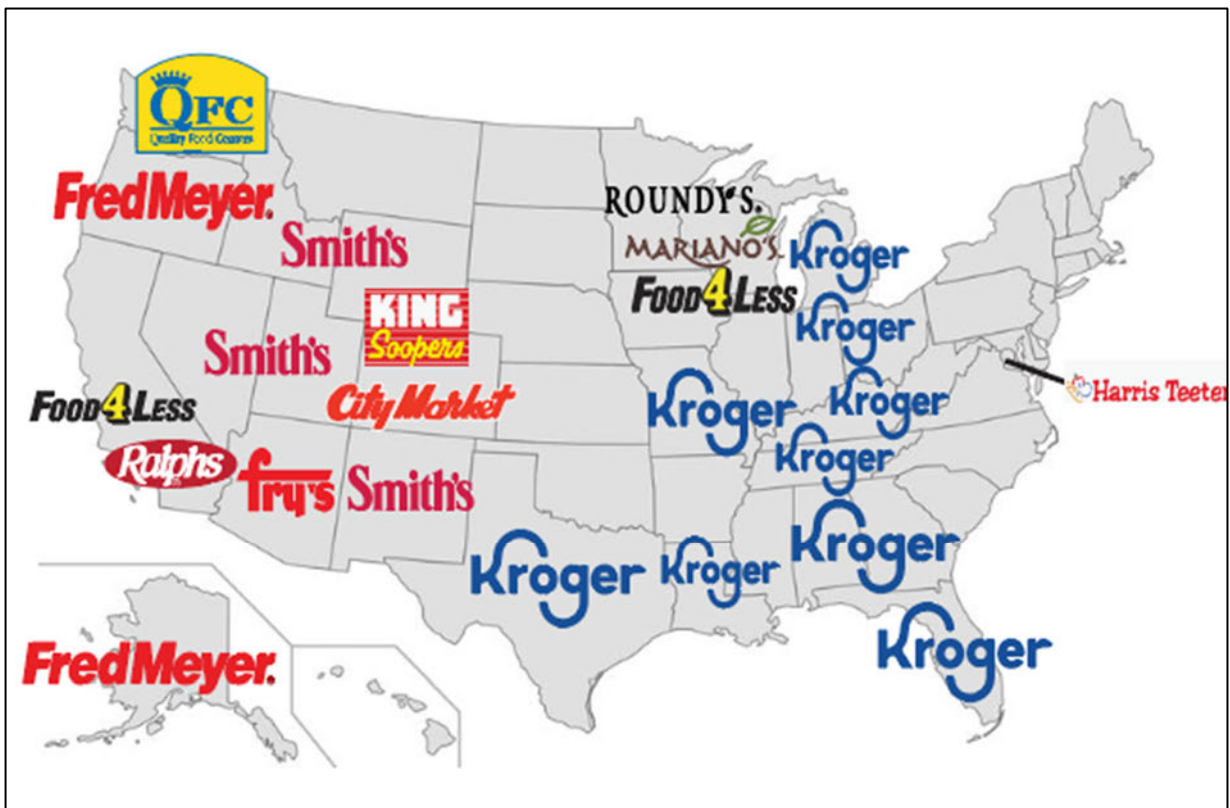 QFC
Quality Food Centers
FredMeyer.
Smith's
ROUNDY'S.
MARIANO'S
Kroger
FOOD4LESS
KING
Soopers
Kroger
Smith's
City Market
Kroger
Kroger
Harris Teeter
FOOD4LESS
Ralphs
fry's
Smith's
Kroger
Kroger
Kroger
Kroger
FredMeyer.
Kroger